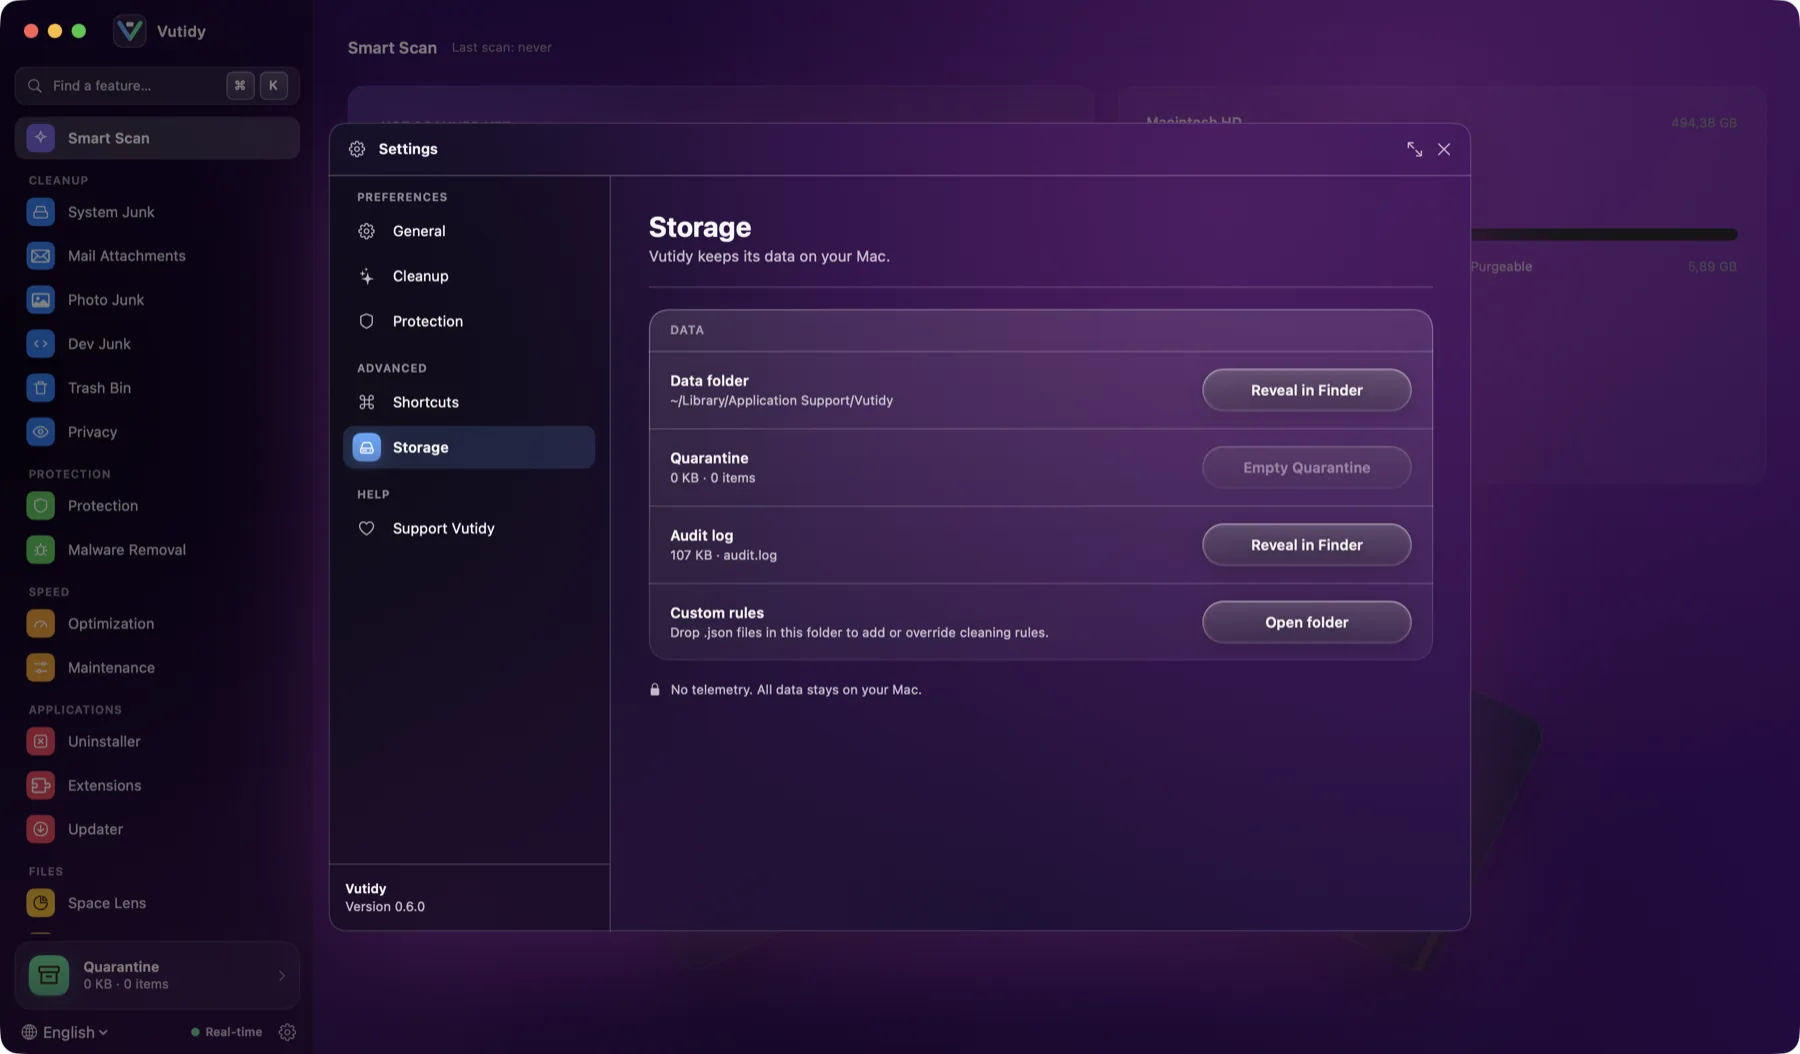 Vutidy
Find a feature...
⌘ K
Smart Scan
CLEANUP
System Junk
Mail Attachments
Photo Junk
Dev Junk
Trash Bin
Privacy
PROTECTION
Protection
Malware Removal
SPEED
Optimization
Maintenance
APPLICATIONS
Uninstaller
Extensions
Updater
FILES
Space Lens
Quarantine
0 KB · 0 items
English
Real-time
Smart Scan Last scan: never
Macintosh HD 494,38 GB
Purgeable 5,89 GB
Settings
PREFERENCES
General
Cleanup
Protection
ADVANCED
Shortcuts
Storage
HELP
Support Vutidy
Vutidy
Version 0.6.0
Storage
Vutidy keeps its data on your Mac.
DATA
Data folder
~/Library/Application Support/Vutidy
Reveal in Finder
Quarantine
0 KB · 0 items
Empty Quarantine
Audit log
107 KB · audit.log
Reveal in Finder
Custom rules
Drop .json files in this folder to add or override cleaning rules.
Open folder
No telemetry. All data stays on your Mac.